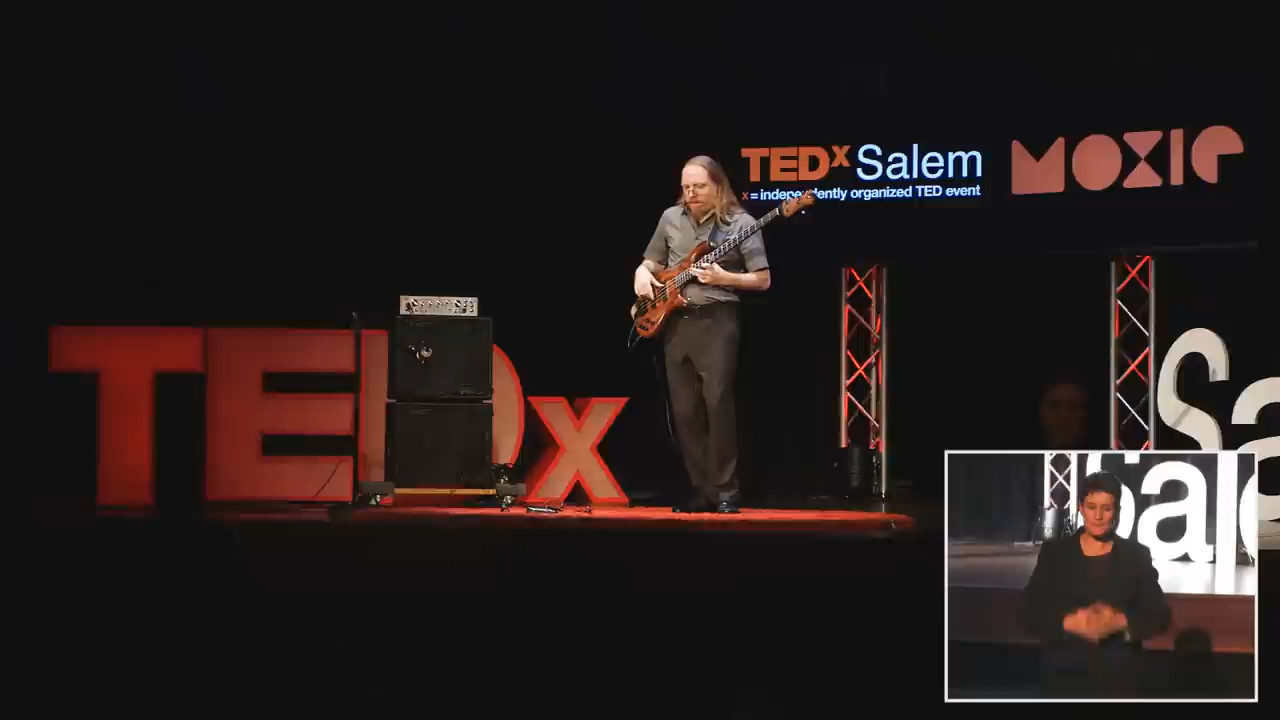 TEDx Salem
x = independently organized TED event
MOXIE
TEDx
Sa
Sale